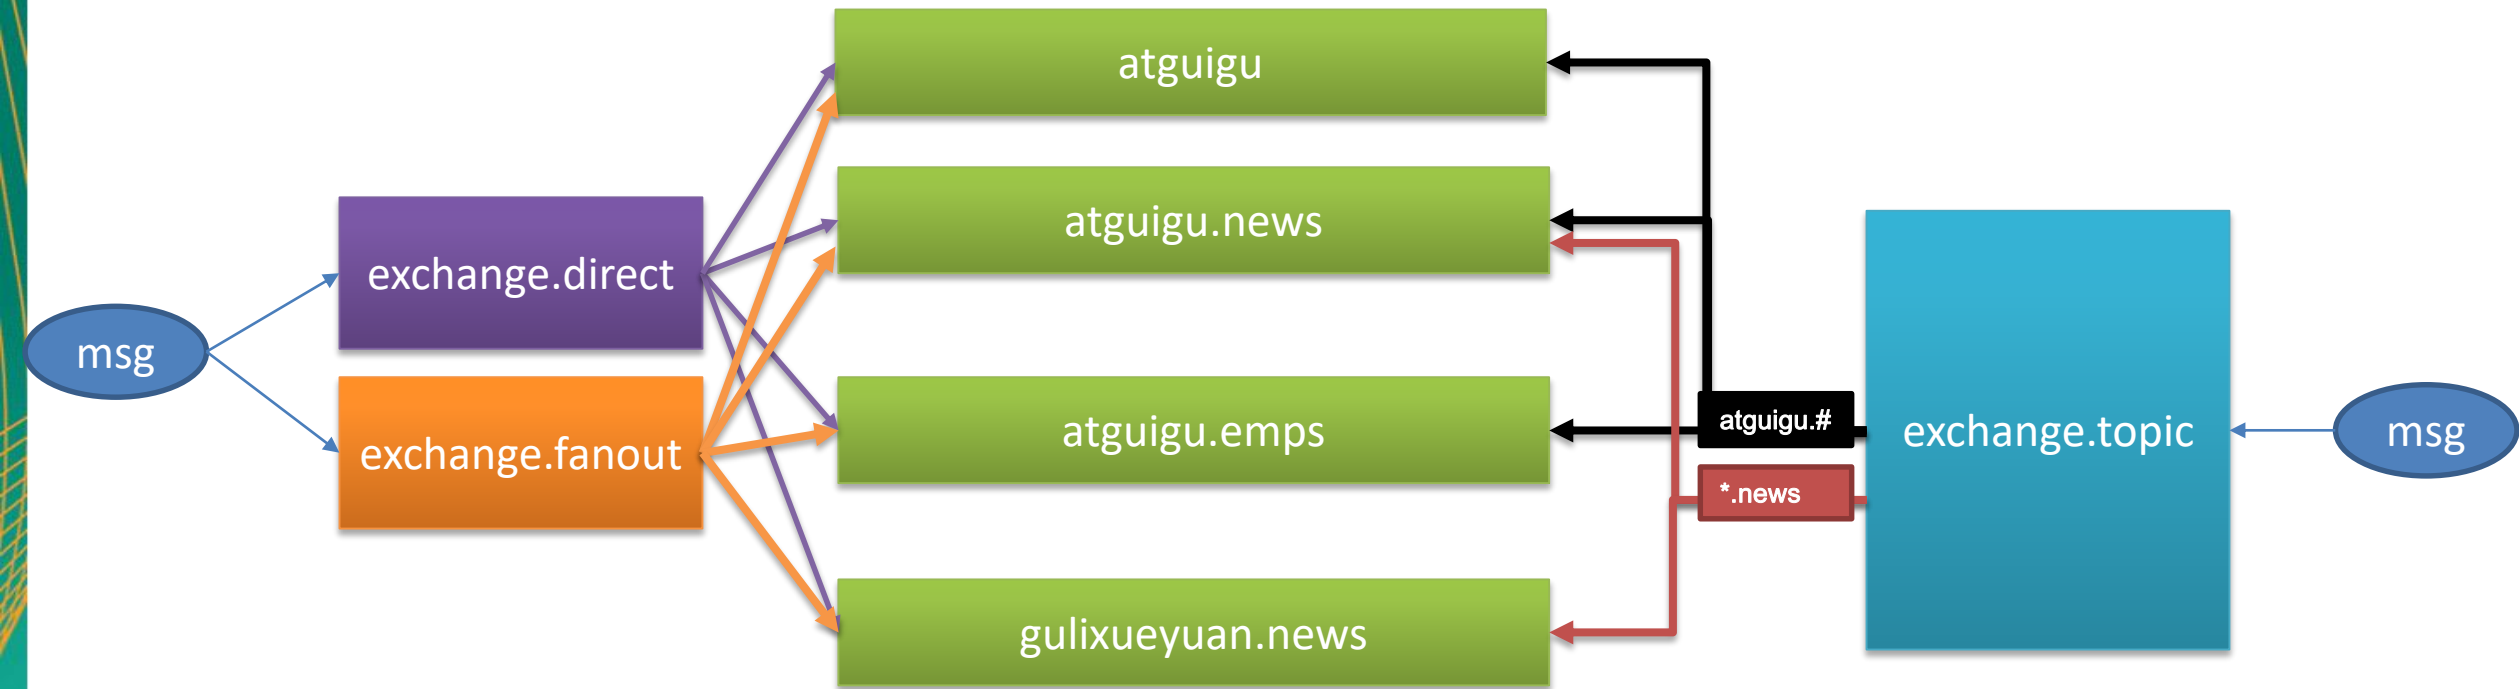 atguigu
atguigu.news
exchange.direct
msg
exchange.fanout
atguigu.emps
atguigu.#
*.news
exchange.topic
msg
gulixueyuan.news